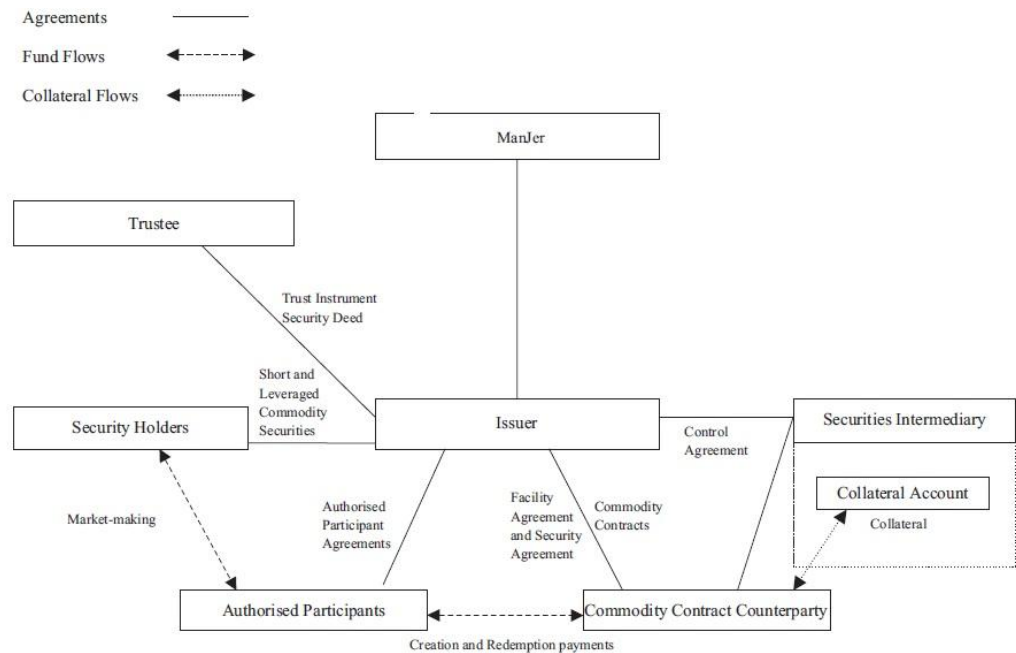 Agreements
Fund Flows
Collateral Flows
ManJer
Trustee
Trust Instrument
Security Deed
Short and
Leveraged
Commodity
Securities
Security Holders
Issuer
Securities Intermediary
Control
Agreement
Collateral Account
Collateral
Market-making
Authorised
Participant
Agreements
Facility
Agreement
and Security
Agreement
Commodity
Contracts
Authorised Participants
Commodity Contract Counterparty
Creation and Redemption payments